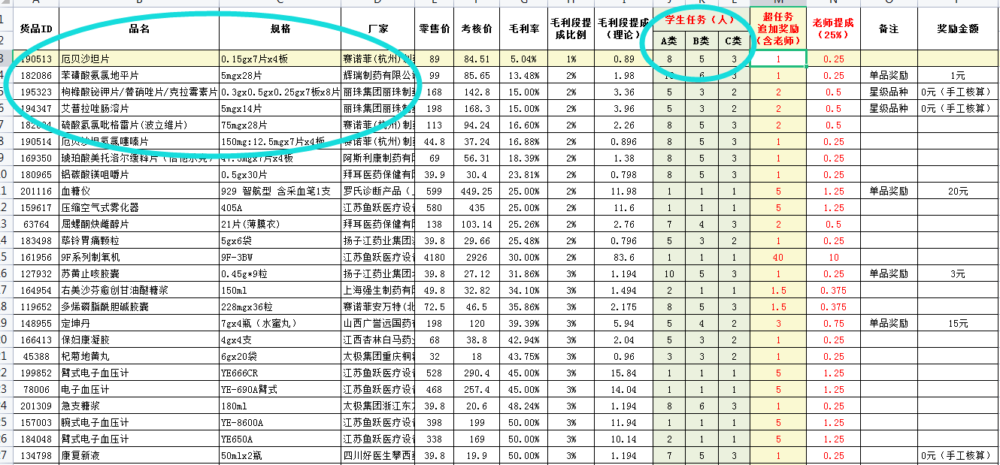 货品ID 品名 规格 厂家 零售价 考核价 毛利率 毛利段提成比例 毛利段提成(理论) 学生任务(人) A类 B类 C类 超任务追加奖励(含老师) 老师提成(25%) 备注 奖励金额
190513 厄贝沙坦片 0.15gx7片x4板 赛诺菲(杭州)制 89 84.51 5.04% 1% 0.89 8 5 3 1 0.25
182086 苯磺酸氨氯地平片 5mgx28片 辉瑞制药有限公司 99 85.65 13.48% 2% 1.98 10 6 3 1 0.25 单品奖励 1元
195323 枸橼酸铋钾片/替硝唑片/克拉霉素片 0.3gx0.5gx0.25gx7板x8片 丽珠集团丽珠制 168 142.8 15.00% 2% 3.36 5 3 2 2 0.5 星级品种 0元（手工核算）
194347 艾普拉唑肠溶片 5mgx14片 丽珠集团丽珠制 198 168.3 15.00% 2% 3.96 5 3 2 2 0.5 星级品种 0元（手工核算）
硫酸氢氯吡格雷片(波立维片) 75mgx28片 赛诺菲(杭州)制 113 94.24 16.60% 2% 2.26 8 5 3 2 0.5
190514 厄贝沙坦氢氯噻嗪片 150mg:12.5mgx7片x4板 赛诺菲(杭州)制 44.8 37.24 16.88% 2% 0.896 8 5 3 1 0.25
169350 琥珀酸美托洛尔缓释片（倍他乐克） 47.5mgx7片x4板 阿斯利康制药有 69 56.31 18.39% 2% 1.38 8 5 3 1 0.25
180965 铝碳酸镁咀嚼片 0.5gx30片 拜耳医药保健有 39.9 30.4 23.81% 2% 0.798 8 5 3 1 0.25
201116 血糖仪 929 智航型 含采血笔1支 罗氏诊断产品（ 599 449.25 25.00% 2% 11.98 1 1 1 5 1.25 单品奖励 20元
159617 压缩空气式雾化器 405A 江苏鱼跃医疗设 580 435 25.00% 2% 11.6 1 1 1 5 1.25
63764 屈螺酮炔雌醇片 21片(薄膜衣) 拜耳医药保健有 138 103.14 25.26% 2% 2.76 7 4 3 2 0.5
183498 荜铃胃痛颗粒 5gx6袋 扬子江药业集团 39.8 29.66 25.48% 2% 0.796 5 3 2 1 0.25
161956 9F系列制氧机 9F-3BW 江苏鱼跃医疗设 4180 2926 30.00% 2% 83.6 1 1 1 40 10
127932 苏黄止咳胶囊 0.45g*9粒 扬子江药业集团 39.8 27.12 31.86% 3% 1.194 10 5 3 1 0.25 单品奖励 3元
164954 右美沙芬愈创甘油醚糖浆 150ml 上海强生制药有 49.8 32.82 34.10% 3% 1.494 2 1 1 1.5 0.375
119652 多烯磷脂酰胆碱胶囊 228mgx36粒 赛诺菲安万特(北 72.5 46.5 35.86% 3% 2.175 8 5 3 1.5 0.375
148955 定坤丹 7gx4瓶（水蜜丸） 山西广誉远国药 198 120 39.39% 3% 5.94 5 4 2 3 0.75 单品奖励 15元
166413 保妇康凝胶 4gx4支 江西杏林白马药 68 38.8 42.94% 3% 2.04 5 3 2 1 0.25
45388 杞菊地黄丸 6gx20袋 太极集团重庆桐 32 18 43.75% 3% 0.96 3 3 2 1 0.25
199852 臂式电子血压计 YE666CR 江苏鱼跃医疗设 528 290.4 45.00% 3% 15.84 1 1 1 5 1.25
78006 电子血压计 YE-690A臂式 江苏鱼跃医疗设 468 257.4 45.00% 3% 14.04 1 1 1 5 1.25
201309 急支糖浆 180ml 太极集团浙江东 39.8 20.6 48.24% 3% 1.194 8 6 3 1 0.25
157003 腕式电子血压计 YE-8600A 江苏鱼跃医疗设 398 199 50.00% 3% 11.94 1 1 1 5 1.25
184048 臂式电子血压计 YE650A 江苏鱼跃医疗设 338 169 50.00% 3% 10.14 2 1 1 5 1.25
134798 康复新液 50mlx2瓶 四川好医生攀西 39.8 19.9 50.00% 3% 1.194 7 5 3 1 0.25 0元（手工核算）